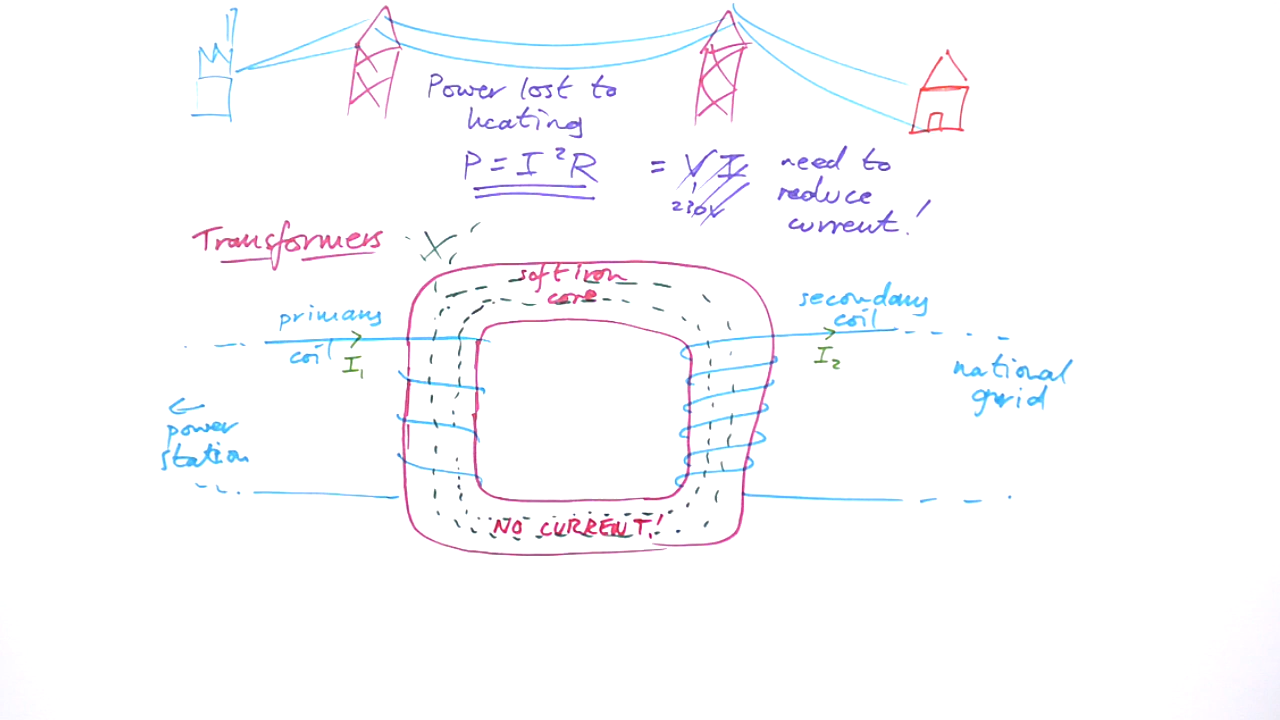 Power lost to
heating
P = I²R = VI
230V
need to
reduce
current!
Transformers
soft iron
core
primary
coil
I₁
secondary
coil
I₂
national
grid
←
power
station
NO CURRENT!